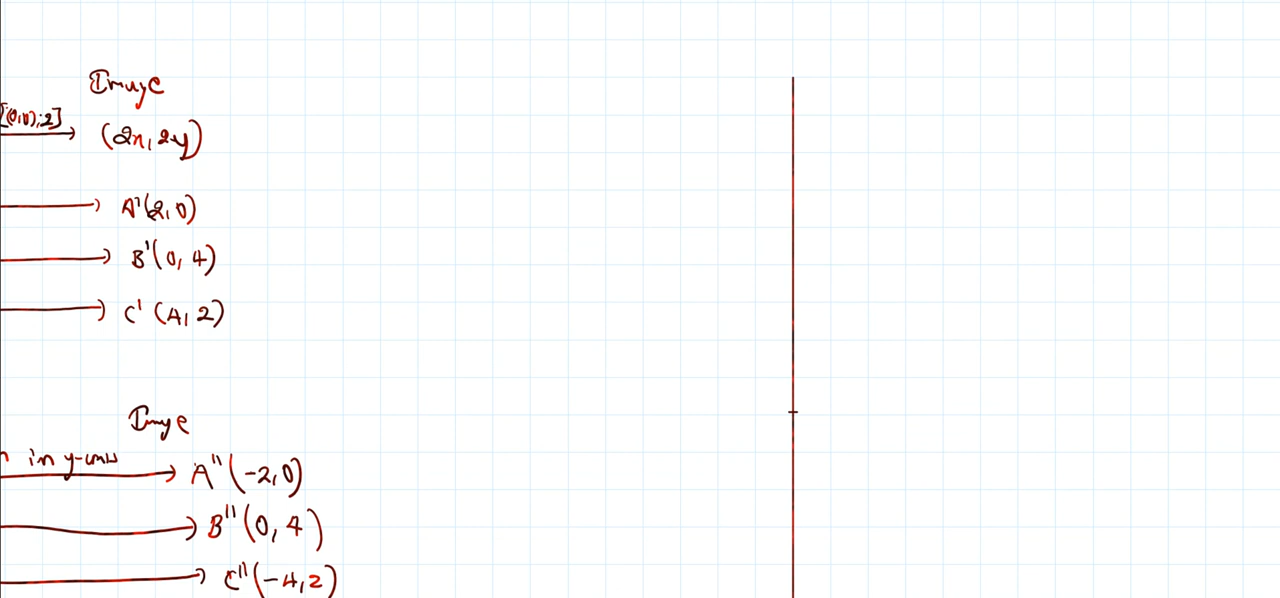 Image
[(0,0);2] (2x, 2y)
A'(2,0)
B'(0, 4)
C' (4, 2)
Image
in y-axis A''(-2,0)
B''(0, 4)
C''(-4,2)